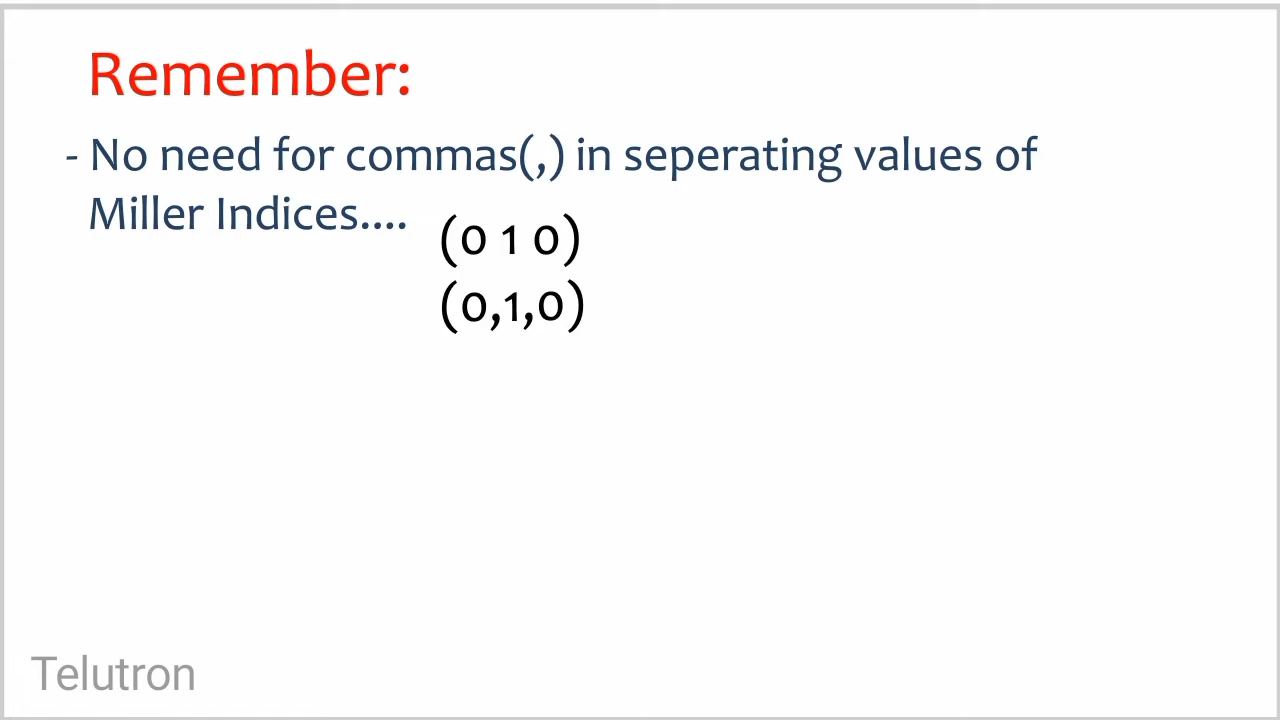 Remember:
- No need for commas(,) in seperating values of
Miller Indices....
(0 1 0)
(0,1,0)
Telutron